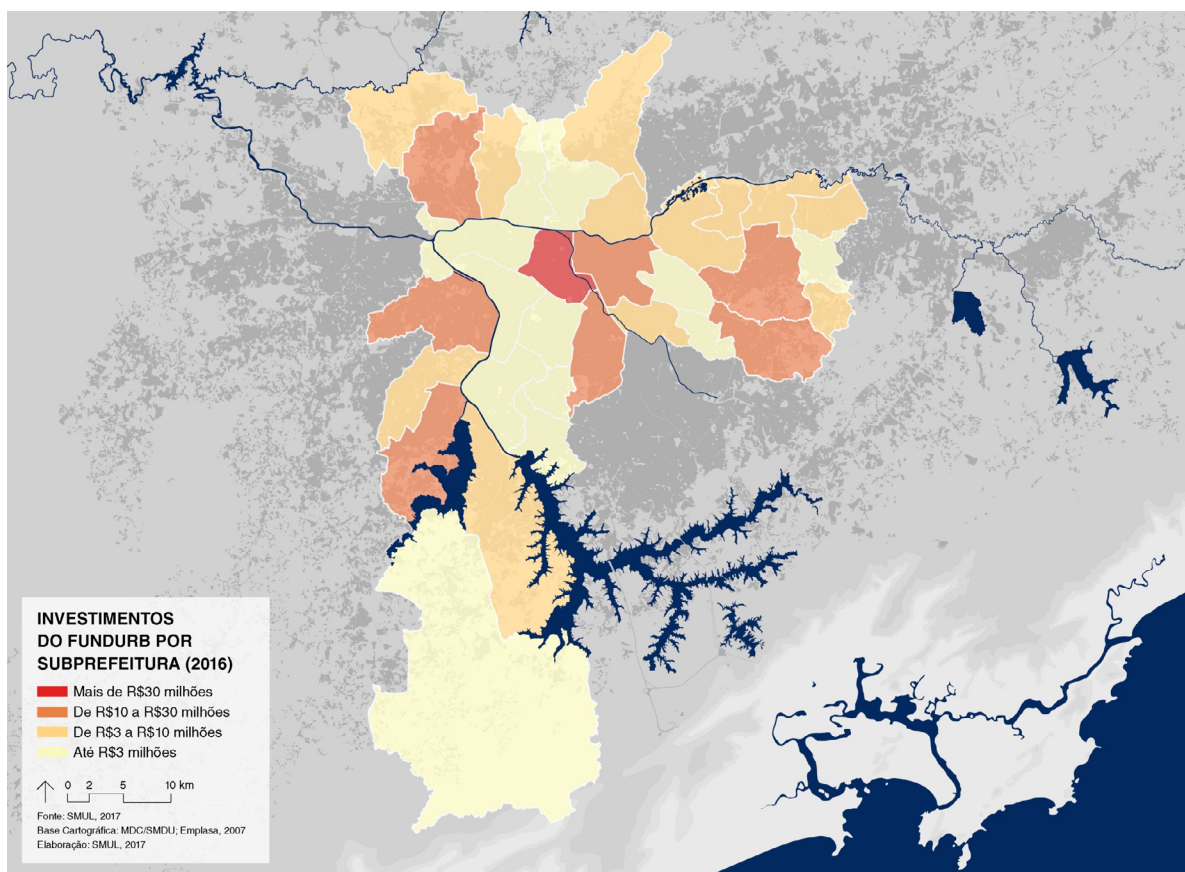 INVESTIMENTOS
DO FUNDURB POR
SUBPREFEITURA (2016)
Mais de R$30 milhões
De R$10 a R$30 milhões
De R$3 a R$10 milhões
Até R$3 milhões
0 2 5 10 km
Fonte: SMUL, 2017
Base Cartográfica: MDC/SMDU; Emplasa, 2007
Elaboração: SMUL, 2017